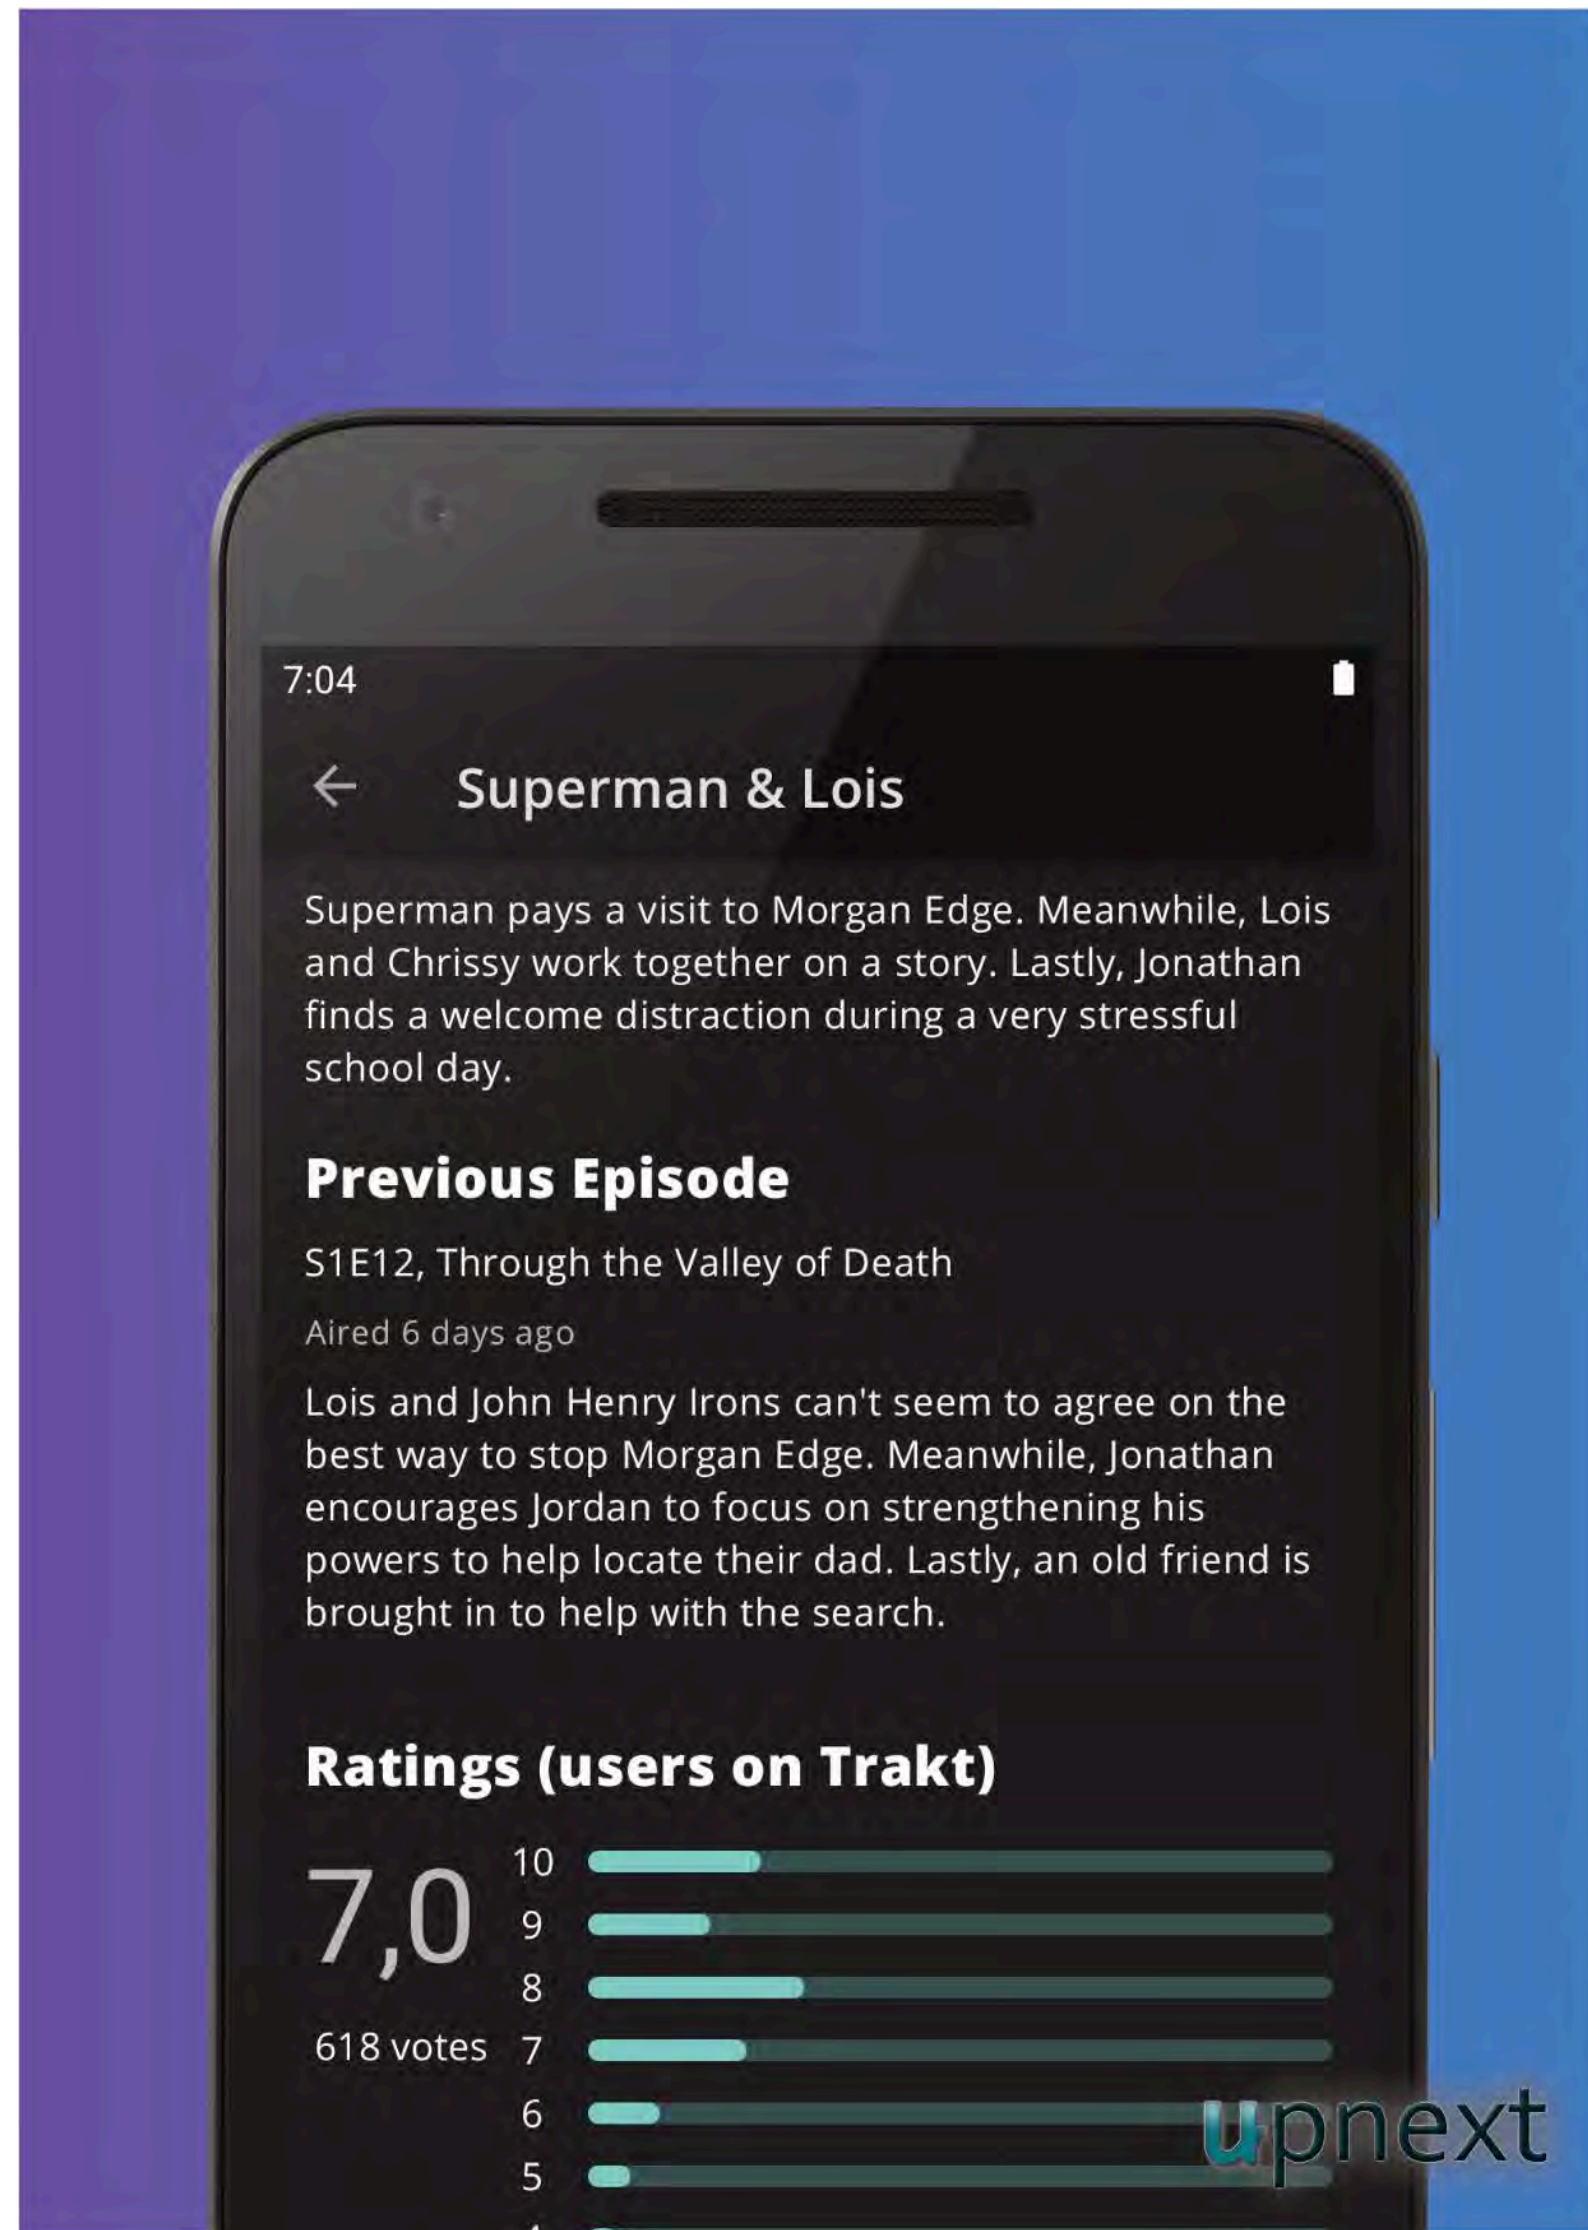 7:04
Superman & Lois
Superman pays a visit to Morgan Edge. Meanwhile, Lois
and Chrissy work together on a story. Lastly, Jonathan
finds a welcome distraction during a very stressful
school day.
Previous Episode
S1E12, Through the Valley of Death
Aired 6 days ago
Lois and John Henry Irons can't seem to agree on the
best way to stop Morgan Edge. Meanwhile, Jonathan
encourages Jordan to focus on strengthening his
powers to help locate their dad. Lastly, an old friend is
brought in to help with the search.
Ratings (users on Trakt)
7,0
618 votes
10
9
8
7
6
5
upnext